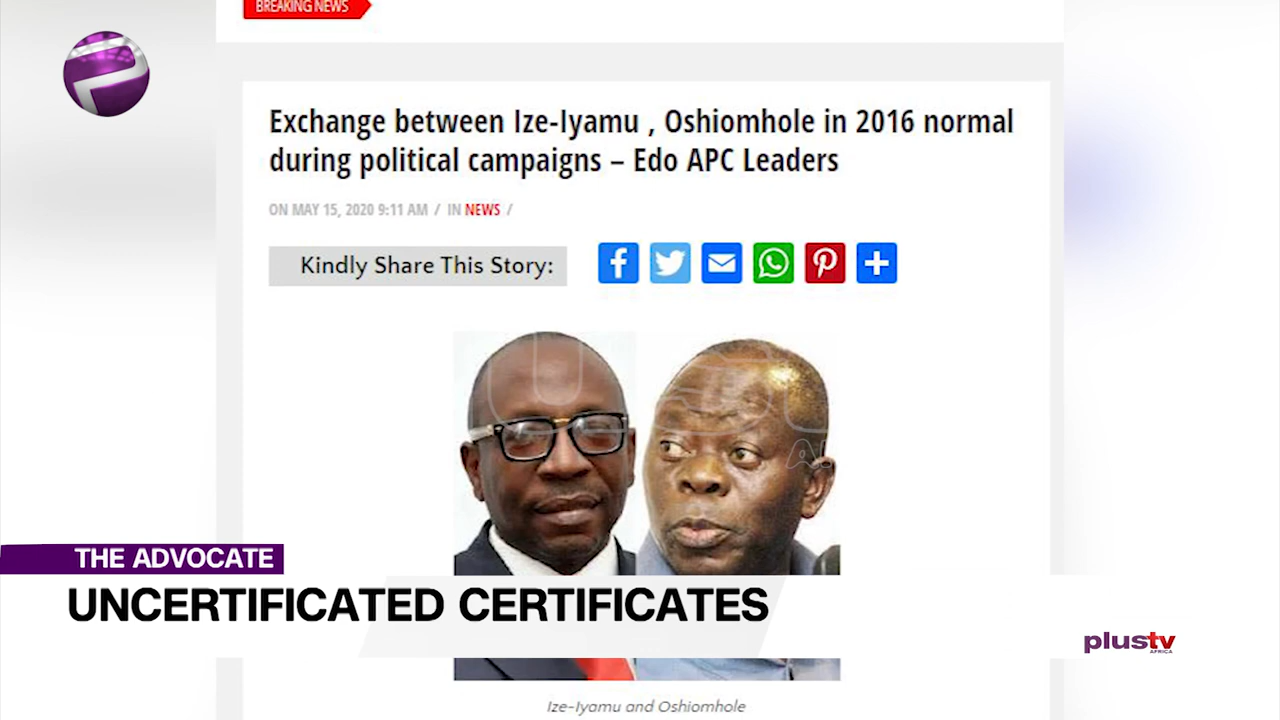 BREAKING NEWS
Exchange between Ize-Iyamu , Oshiomhole in 2016 normal
during political campaigns – Edo APC Leaders
ON MAY 15, 2020 9:11 AM / IN NEWS /
Kindly Share This Story:
THE ADVOCATE
UNCERTIFICATED CERTIFICATES
plustv
AFRICA
Ize-Iyamu and Oshiomhole